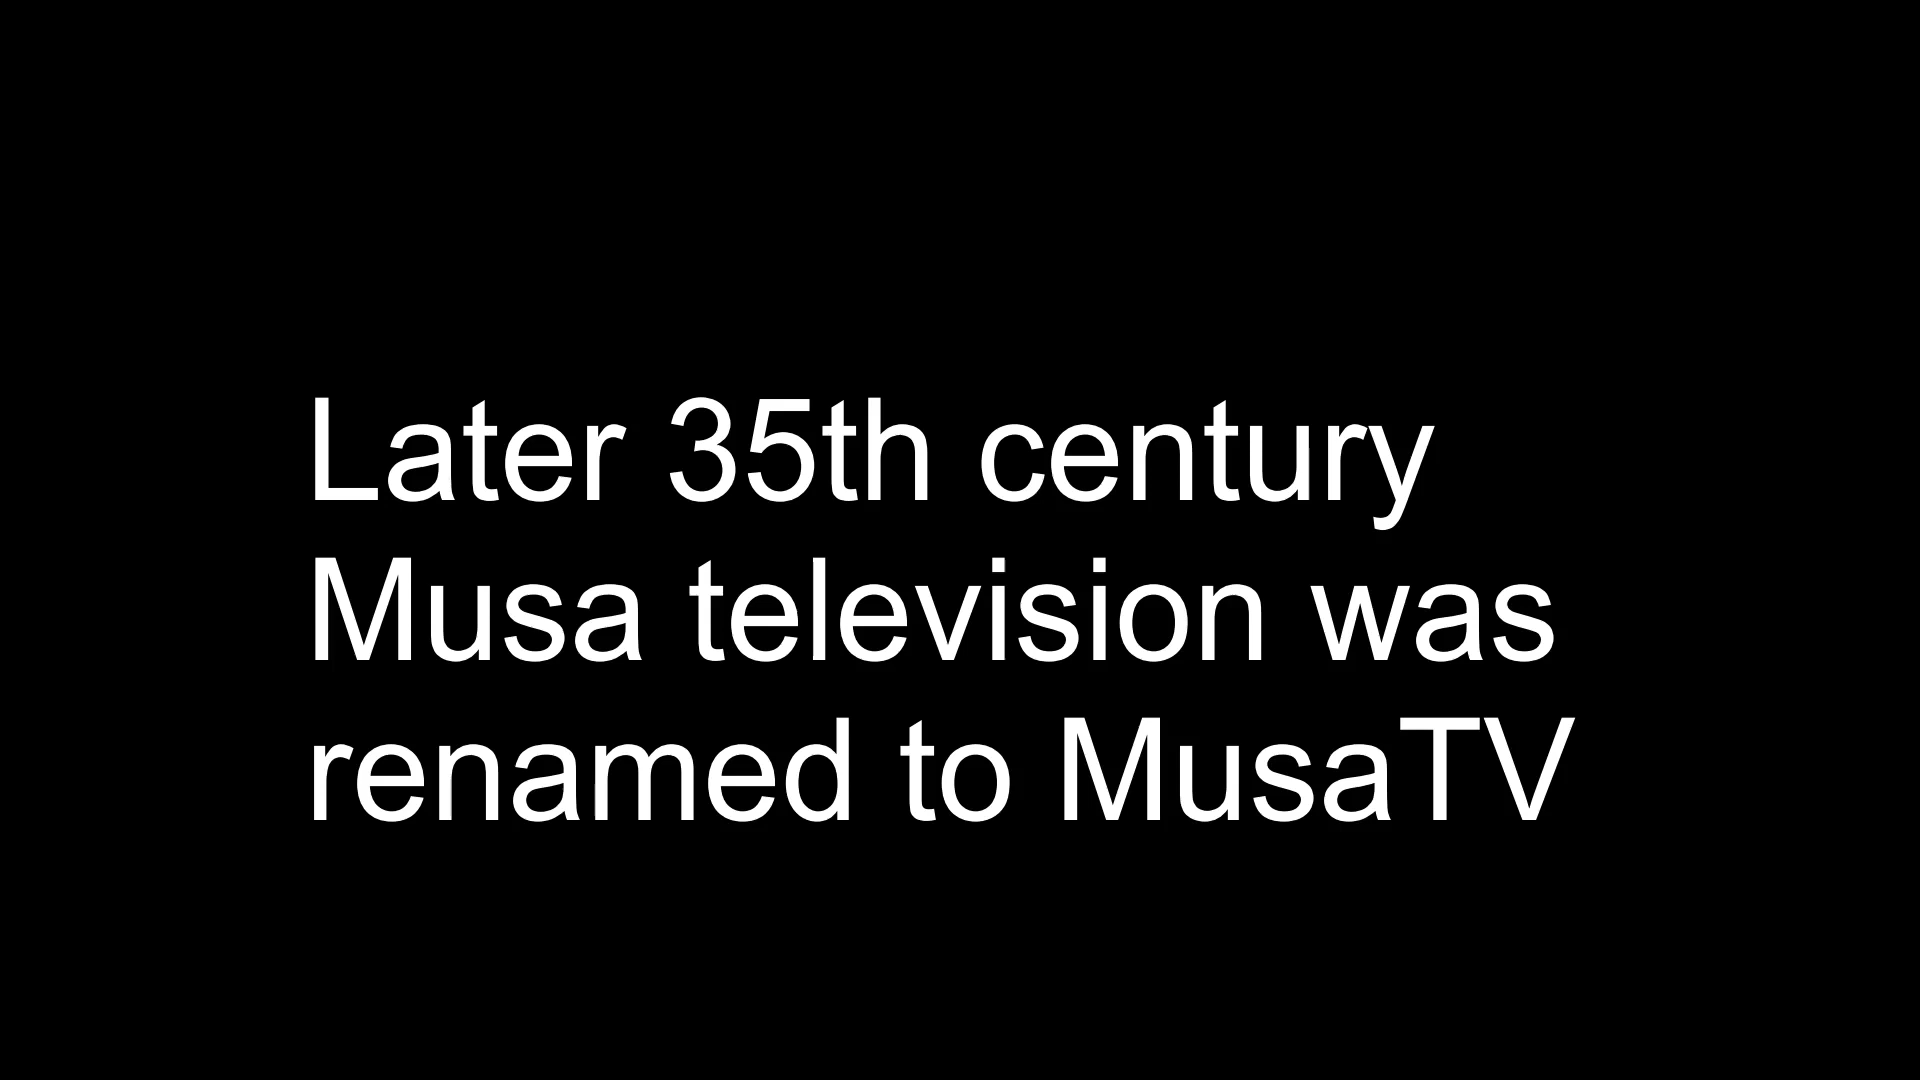 Later 35th century
Musa television was
renamed to MusaTV